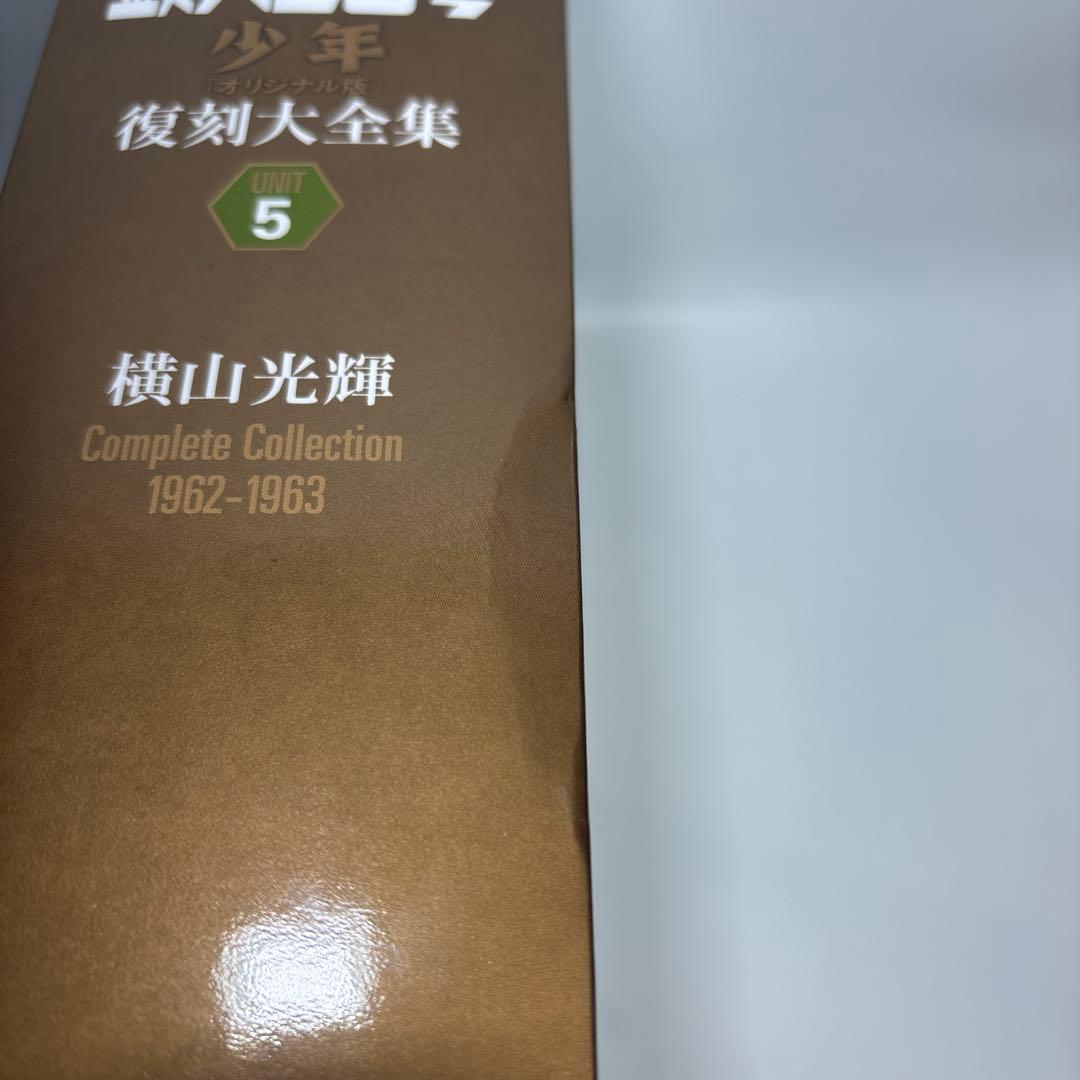 少年
[オリジナル版]
復刻大全集
UNIT
5
横山光輝
Complete Collection
1962-1963